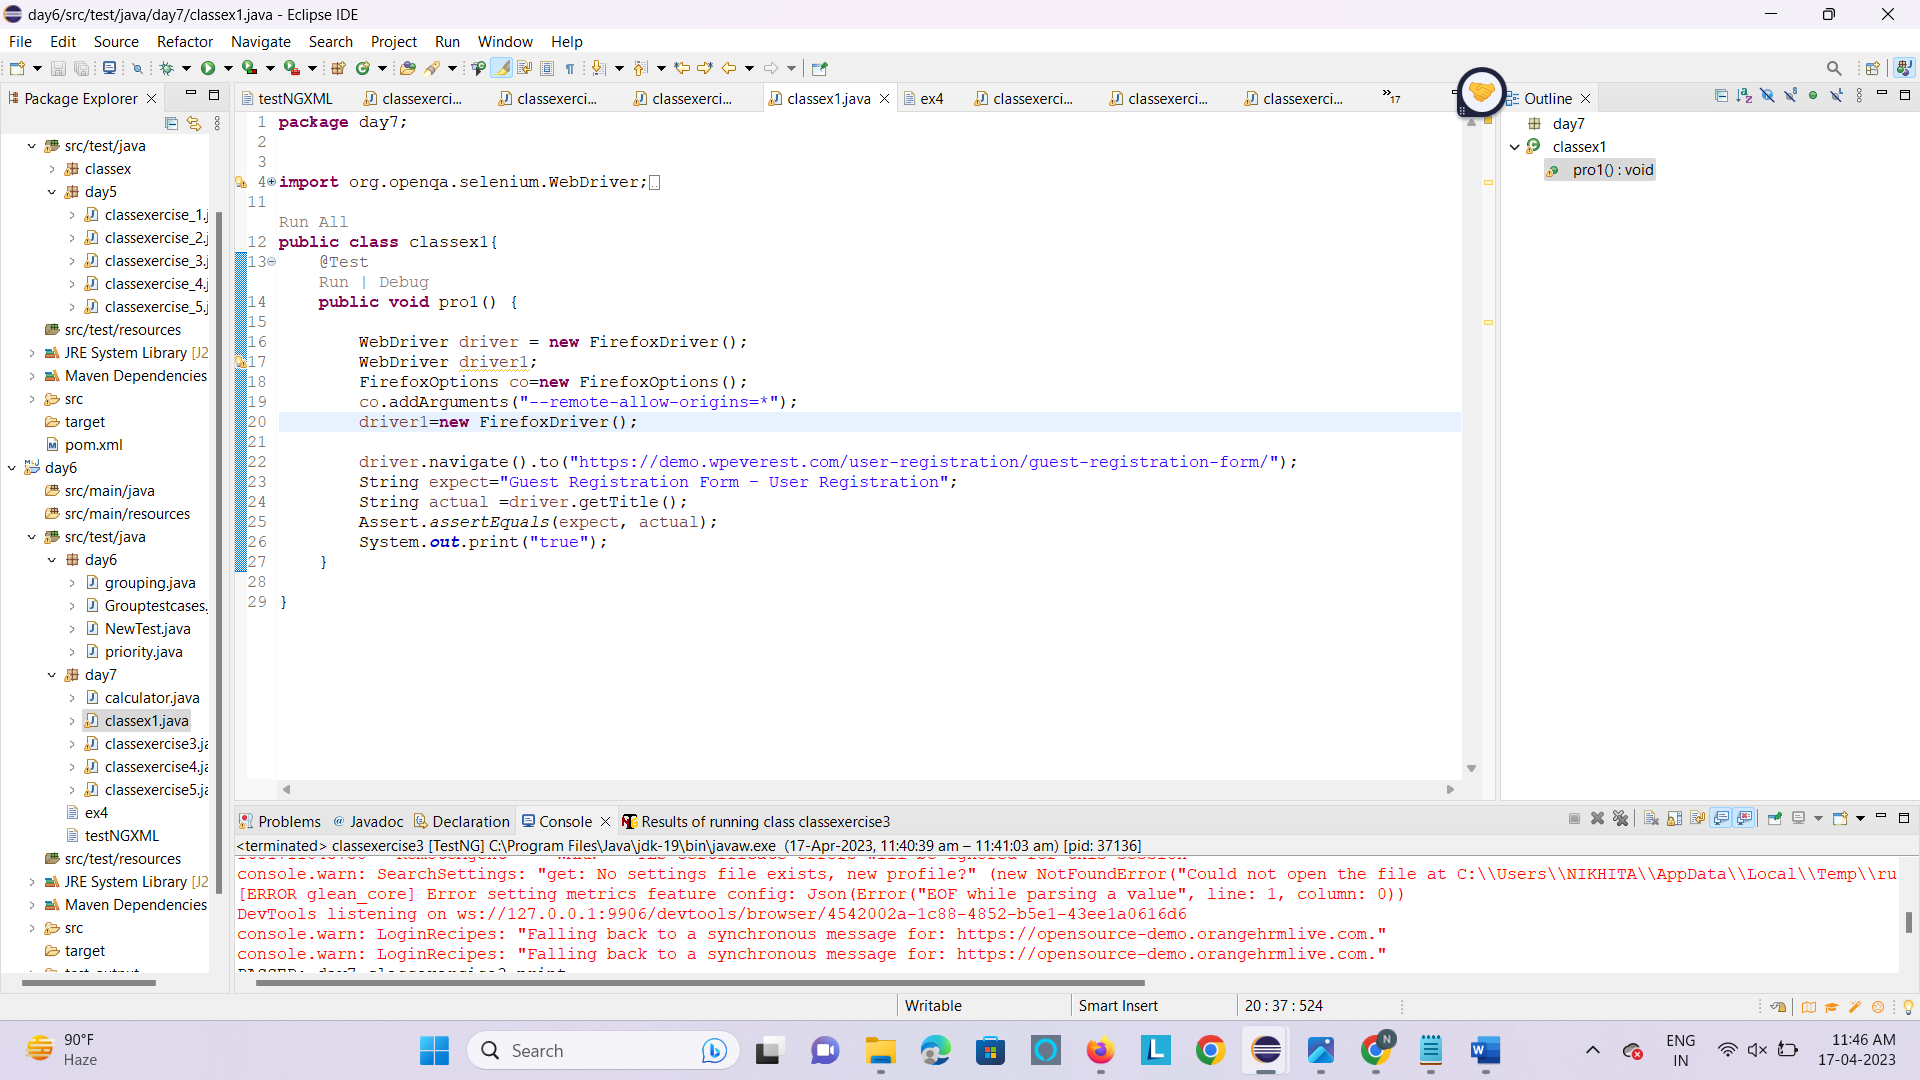 day6/src/test/java/day7/classex1.java - Eclipse IDE
File Edit Source Refactor Navigate Search Project Run Window Help
Package Explorer
testNGXML classexerci... classexerci... classexerci... classex1.java ex4 classexerci... classexerci... classexerci... »17
Outline
src/test/java
classex
day5
classexercise_1.j
classexercise_2.j
classexercise_3.j
classexercise_4.j
classexercise_5.j
src/test/resources
JRE System Library [J2
Maven Dependencies
src
target
pom.xml
day6
src/main/java
src/main/resources
src/test/java
day6
grouping.java
Grouptestcases.
NewTest.java
priority.java
day7
calculator.java
classex1.java
classexercise3.ja
classexercise4.ja
classexercise5.ja
ex4
testNGXML
src/test/resources
JRE System Library [J2
Maven Dependencies
src
target
1 package day7;
2
3
4 import org.openqa.selenium.WebDriver;
11
Run All
12 public class classex1{
13 @Test
Run | Debug
14 public void pro1() {
15
16 WebDriver driver = new FirefoxDriver();
17 WebDriver driver1;
18 FirefoxOptions co=new FirefoxOptions();
19 co.addArguments("--remote-allow-origins=*");
20 driver1=new FirefoxDriver();
21
22 driver.navigate().to("https://demo.wpeverest.com/user-registration/guest-registration-form/");
23 String expect="Guest Registration Form – User Registration";
24 String actual =driver.getTitle();
25 Assert.assertEquals(expect, actual);
26 System.out.print("true");
27 }
28
29 }
day7
classex1
pro1() : void
Problems Javadoc Declaration Console Results of running class classexercise3
<terminated> classexercise3 [TestNG] C:\Program Files\Java\jdk-19\bin\javaw.exe (17-Apr-2023, 11:40:39 am – 11:41:03 am) [pid: 37136]
console.warn: SearchSettings: "get: No settings file exists, new profile?" (new NotFoundError("Could not open the file at C:\\Users\\NIKHITA\\AppData\\Local\\Temp\\ru
[ERROR glean_core] Error setting metrics feature config: Json(Error("EOF while parsing a value", line: 1, column: 0))
DevTools listening on ws://127.0.0.1:9906/devtools/browser/4542002a-1c88-4852-b5e1-43ee1a0616d6
console.warn: LoginRecipes: "Falling back to a synchronous message for: https://opensource-demo.orangehrmlive.com."
console.warn: LoginRecipes: "Falling back to a synchronous message for: https://opensource-demo.orangehrmlive.com."
Writable Smart Insert 20 : 37 : 524
90°F
Haze
Search
ENG
IN
11:46 AM
17-04-2023